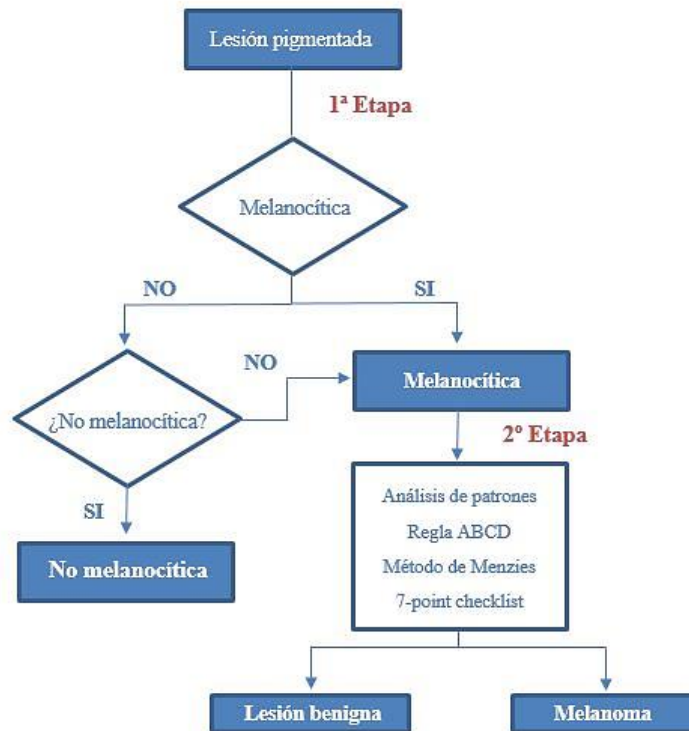 Lesión pigmentada
1ª Etapa
Melanocítica
NO
SI
NO
¿No melanocítica?
Melanocítica
2º Etapa
SI
No melanocítica
Análisis de patrones
Regla ABCD
Método de Menzies
7-point checklist
Lesión benigna
Melanoma